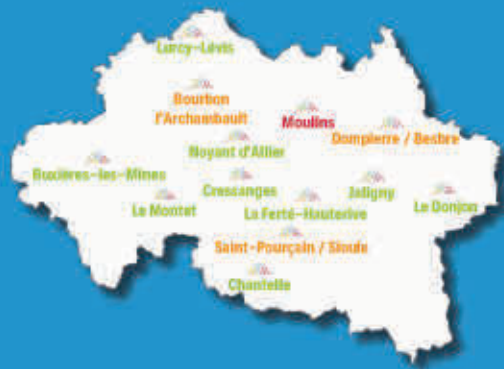 Lurcy-Lévis
Bourbon
l'Archambault
Moulins
Dompierre / Besbre
Noyant d'Allier
Buxières-les-Mines
Cressanges
Jaligny
Le Montet
La Ferté-Hauterive
Le Donjon
Saint-Pourçain / Sioule
Chantelle